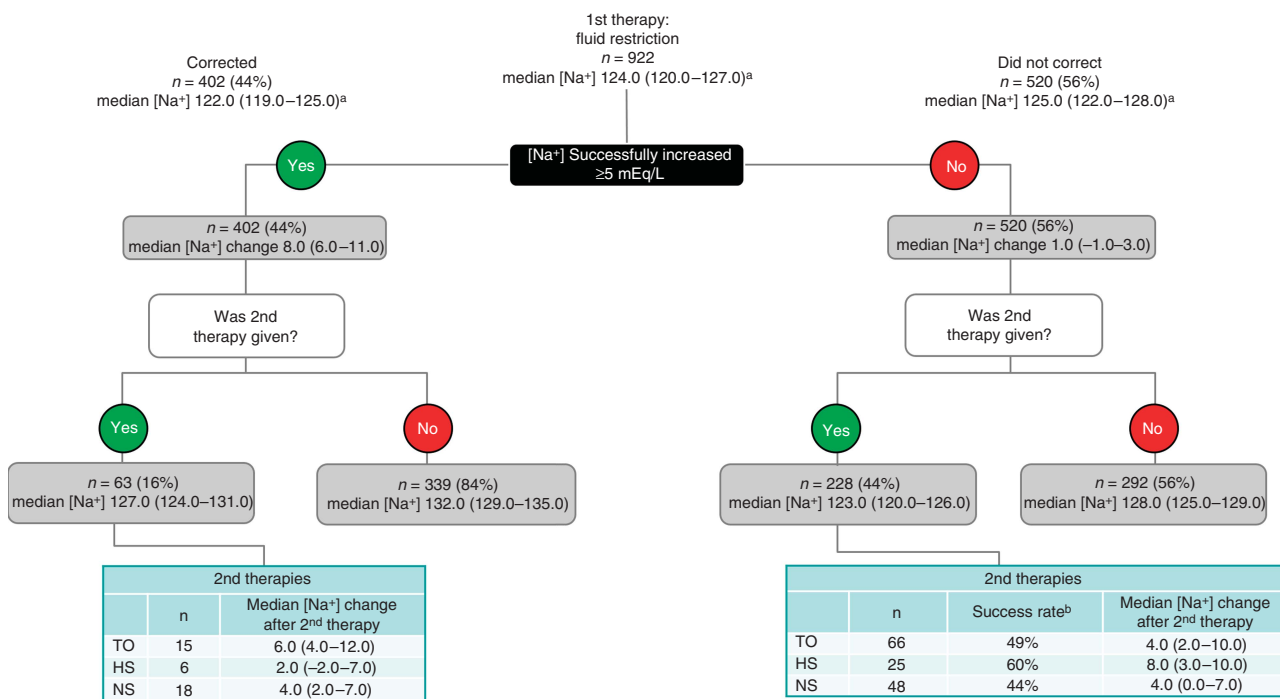 1st therapy:
fluid restriction
n = 922
median [Na⁺] 124.0 (120.0–127.0)ᵃ
Corrected
n = 402 (44%)
median [Na⁺] 122.0 (119.0–125.0)ᵃ
Did not correct
n = 520 (56%)
median [Na⁺] 125.0 (122.0–128.0)ᵃ
Yes
[Na⁺] Successfully increased
≥5 mEq/L
No
n = 402 (44%)
median [Na⁺] change 8.0 (6.0–11.0)
n = 520 (56%)
median [Na⁺] change 1.0 (–1.0–3.0)
Was 2nd
therapy given?
Was 2nd
therapy given?
Yes
No
Yes
No
n = 63 (16%)
median [Na⁺] 127.0 (124.0–131.0)
n = 339 (84%)
median [Na⁺] 132.0 (129.0–135.0)
n = 228 (44%)
median [Na⁺] 123.0 (120.0–126.0)
n = 292 (56%)
median [Na⁺] 128.0 (125.0–129.0)
2nd therapies
n Median [Na⁺] change
after 2ⁿᵈ therapy
TO 15 6.0 (4.0–12.0)
HS 6 2.0 (–2.0–7.0)
NS 18 4.0 (2.0–7.0)
2nd therapies
n Success rateᵇ Median [Na⁺] change
after 2ⁿᵈ therapy
TO 66 49% 4.0 (2.0–10.0)
HS 25 60% 8.0 (3.0–10.0)
NS 48 44% 4.0 (0.0–7.0)